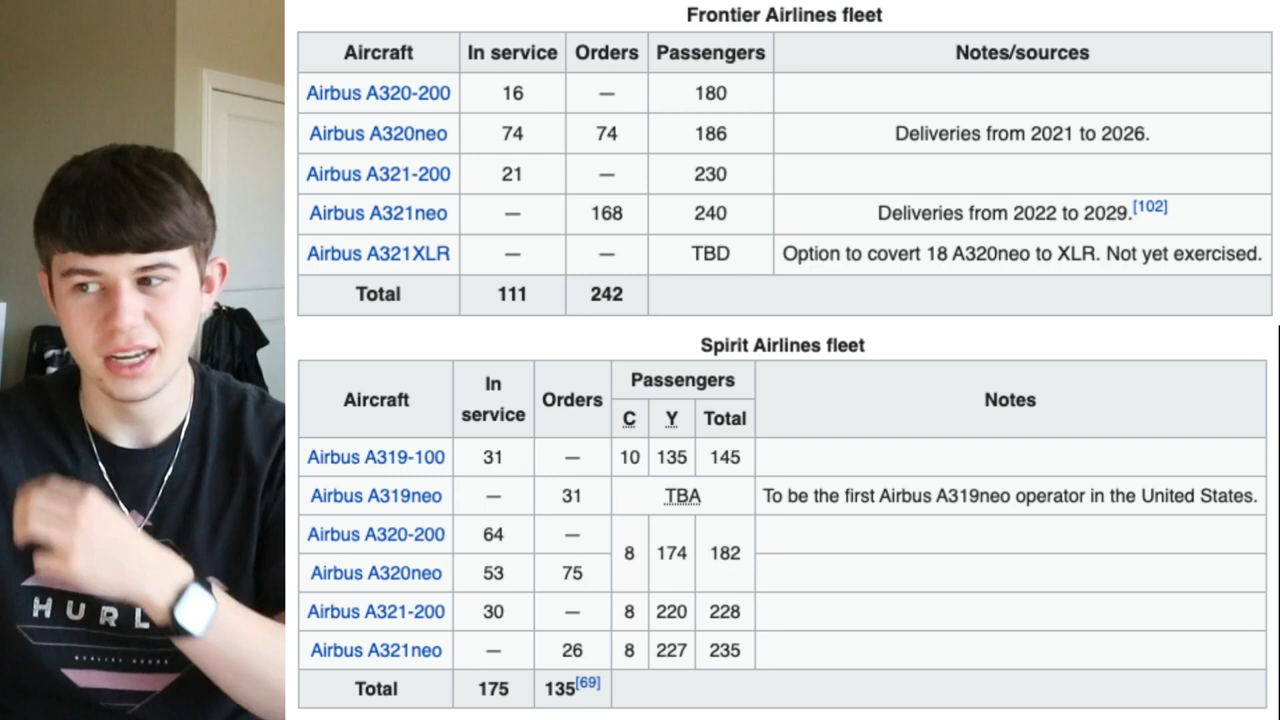 Frontier Airlines fleet
Aircraft In service Orders Passengers Notes/sources
Airbus A320-200 16 — 180
Airbus A320neo 74 74 186 Deliveries from 2021 to 2026.
Airbus A321-200 21 — 230
Airbus A321neo — 168 240 Deliveries from 2022 to 2029.[102]
Airbus A321XLR — — TBD Option to covert 18 A320neo to XLR. Not yet exercised.
Total 111 242
Spirit Airlines fleet
Aircraft In service Orders Passengers Notes
C Y Total
Airbus A319-100 31 — 10 135 145
Airbus A319neo — 31 TBA To be the first Airbus A319neo operator in the United States.
Airbus A320-200 64 —
8 174 182
Airbus A320neo 53 75
Airbus A321-200 30 — 8 220 228
Airbus A321neo — 26 8 227 235
Total 175 135[69]
HURL